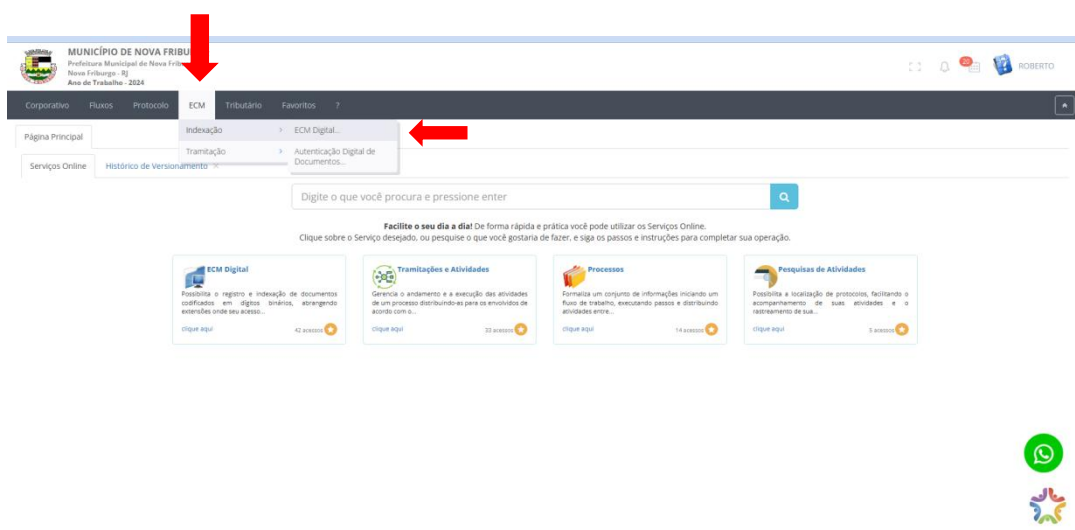 MUNICÍPIO DE NOVA FRIBU
Prefeitura Municipal de Nova Frib
Nova Friburgo - RJ
Ano de Trabalho - 2024
20
ROBERTO
Corporativo Fluxos Protocolo ECM Tributário Favoritos ?
Indexação ECM Digital...
Página Principal
Tramitação Autenticação Digital de
Documentos...
Serviços Online Histórico de Versionamento ×
Digite o que você procura e pressione enter
Facilite o seu dia a dia! De forma rápida e prática você pode utilizar os Serviços Online.
Clique sobre o Serviço desejado, ou pesquise o que você gostaria de fazer, e siga os passos e instruções para completar sua operação.
ECM Digital
Possibilita o registro e indexação de documentos
codificados em dígitos binários, abrangendo
extensões onde seu acesso...
clique aqui 42 acessos
Tramitações e Atividades
Gerencia o andamento e a execução das atividades
de um processo distribuindo-as para os envolvidos de
acordo com o...
clique aqui 33 acessos
Processos
Formaliza um conjunto de informações iniciando um
fluxo de trabalho, executando passos e distribuindo
atividades entre...
clique aqui 14 acessos
Pesquisas de Atividades
Possibilita a localização de protocolos, facilitando o
acompanhamento de suas atividades e o
rastreamento de sua...
clique aqui 5 acessos